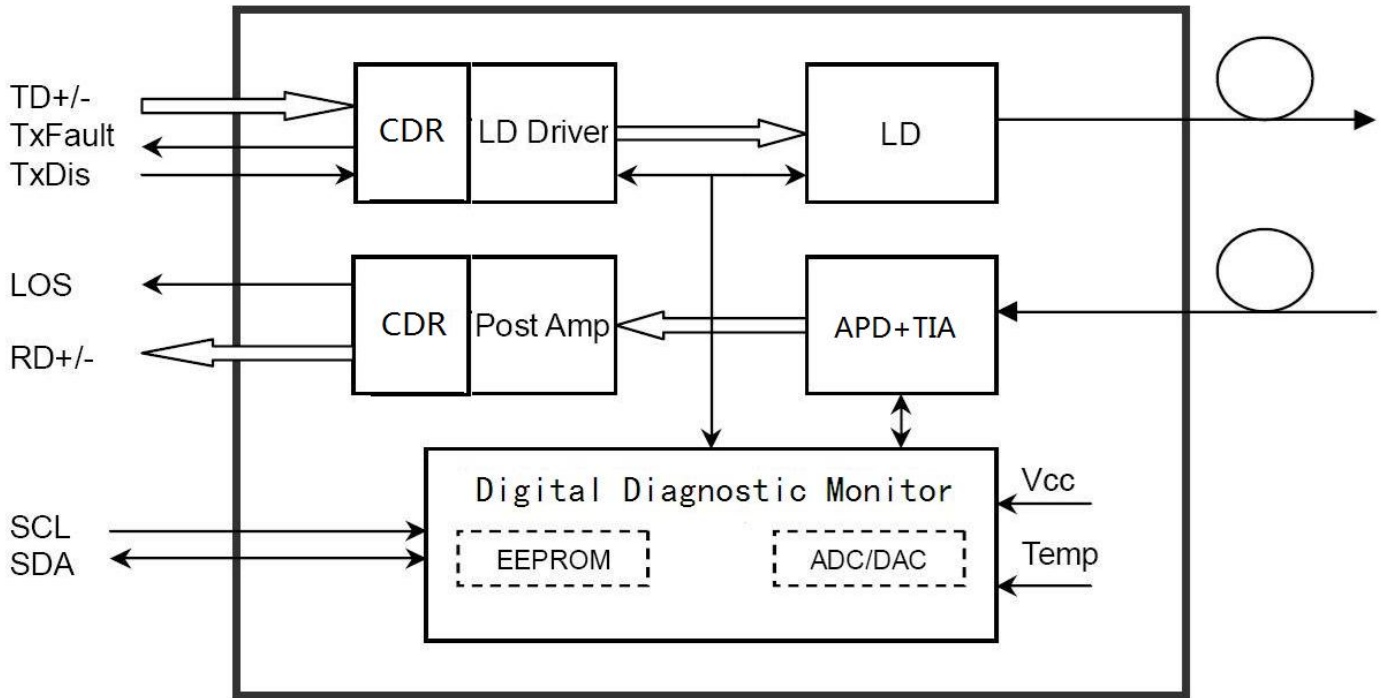 TD+/-
TxFault
TxDis
CDR
LD Driver
LD
LOS
RD+/-
CDR
Post Amp
APD+TIA
Digital Diagnostic Monitor
EEPROM
ADC/DAC
Vcc
Temp
SCL
SDA